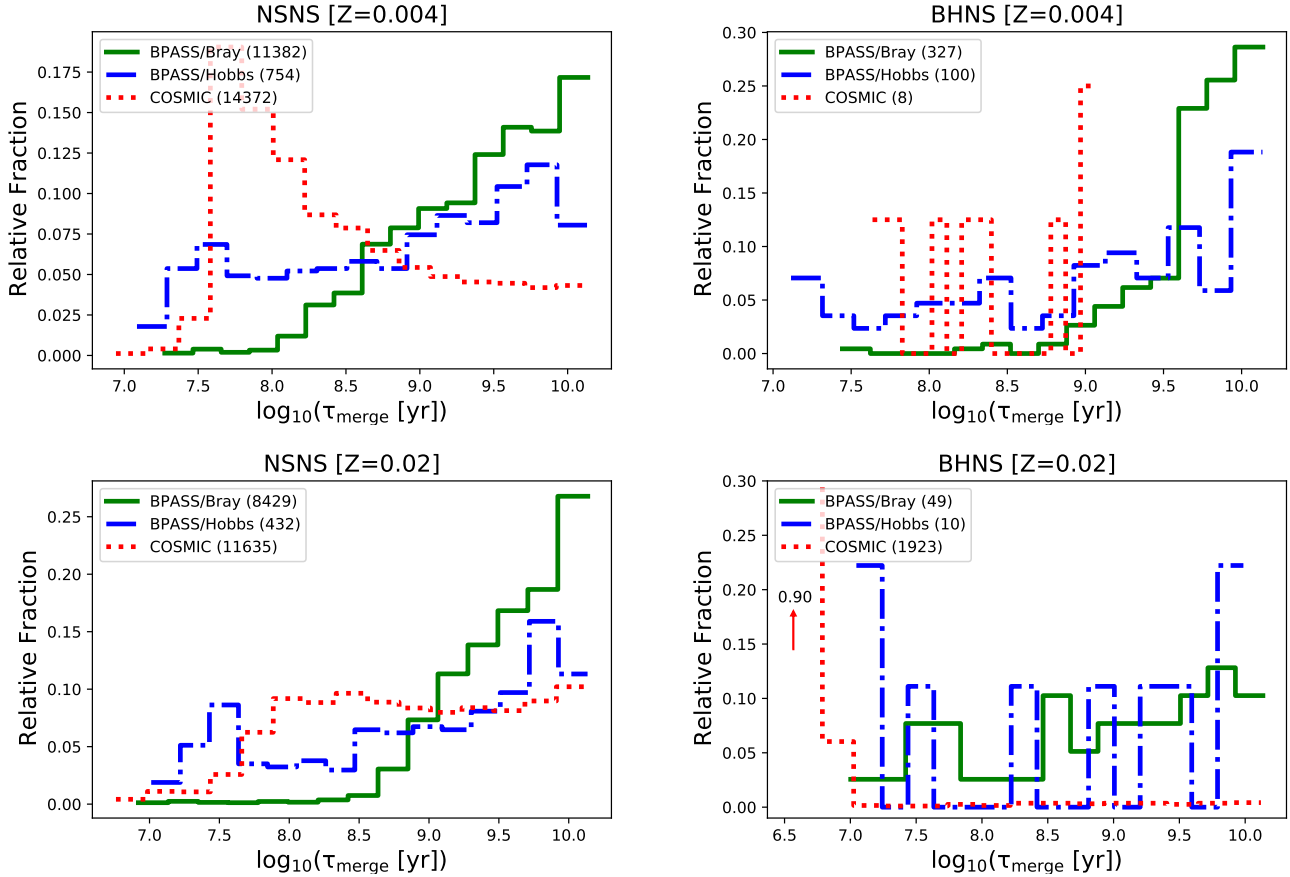 NSNS [Z=0.004]
BPASS/Bray (11382)
BPASS/Hobbs (754)
COSMIC (14372)
Relative Fraction
0.175
0.150
0.125
0.100
0.075
0.050
0.025
0.000
7.0 7.5 8.0 8.5 9.0 9.5 10.0
log₁₀(τmerge [yr])
BHNS [Z=0.004]
BPASS/Bray (327)
BPASS/Hobbs (100)
COSMIC (8)
Relative Fraction
0.30
0.25
0.20
0.15
0.10
0.05
0.00
7.0 7.5 8.0 8.5 9.0 9.5 10.0
log₁₀(τmerge [yr])
NSNS [Z=0.02]
BPASS/Bray (8429)
BPASS/Hobbs (432)
COSMIC (11635)
Relative Fraction
0.25
0.20
0.15
0.10
0.05
0.00
7.0 7.5 8.0 8.5 9.0 9.5 10.0
log₁₀(τmerge [yr])
BHNS [Z=0.02]
BPASS/Bray (49)
BPASS/Hobbs (10)
COSMIC (1923)
0.90
Relative Fraction
0.30
0.25
0.20
0.15
0.10
0.05
0.00
6.5 7.0 7.5 8.0 8.5 9.0 9.5 10.0
log₁₀(τmerge [yr])